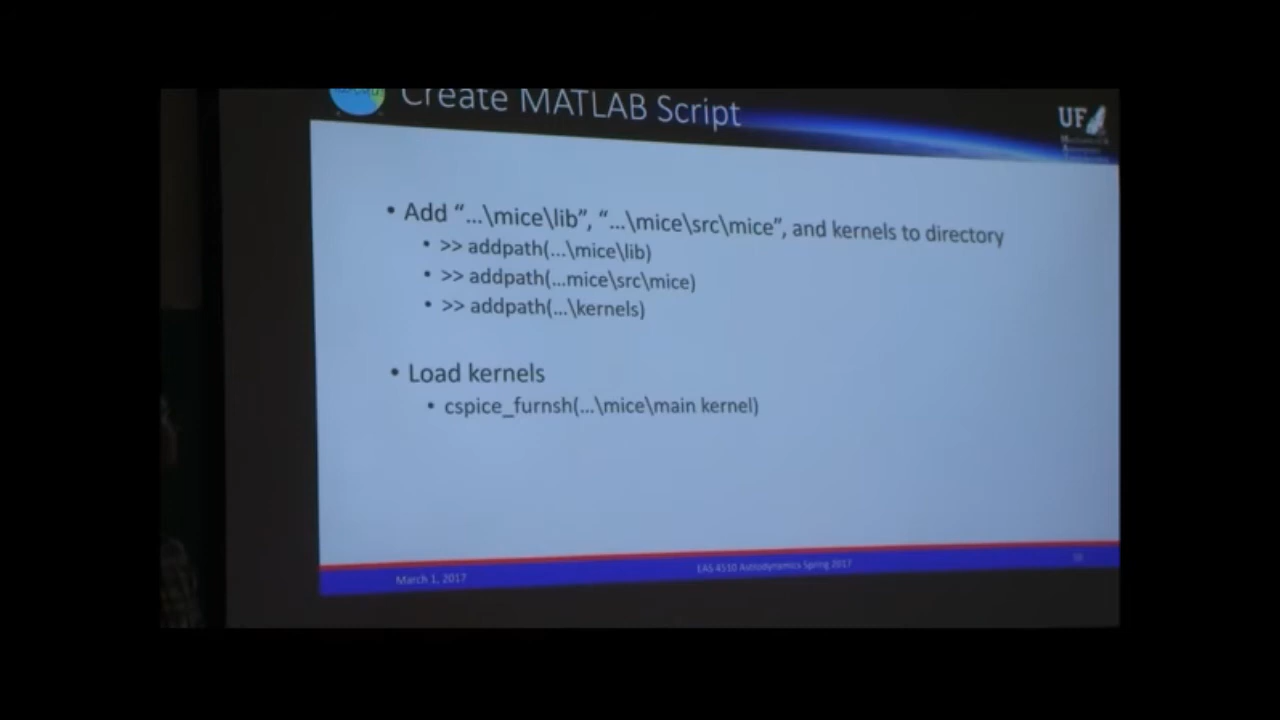 Create MATLAB Script
UF
• Add “...\mice\lib”, “...\mice\src\mice”, and kernels to directory
• >> addpath(...\mice\lib)
• >> addpath(...mice\src\mice)
• >> addpath(...\kernels)
• Load kernels
• cspice_furnsh(...\mice\main kernel)
March 1, 2017
EAS 4510 Astrodynamics Spring 2017